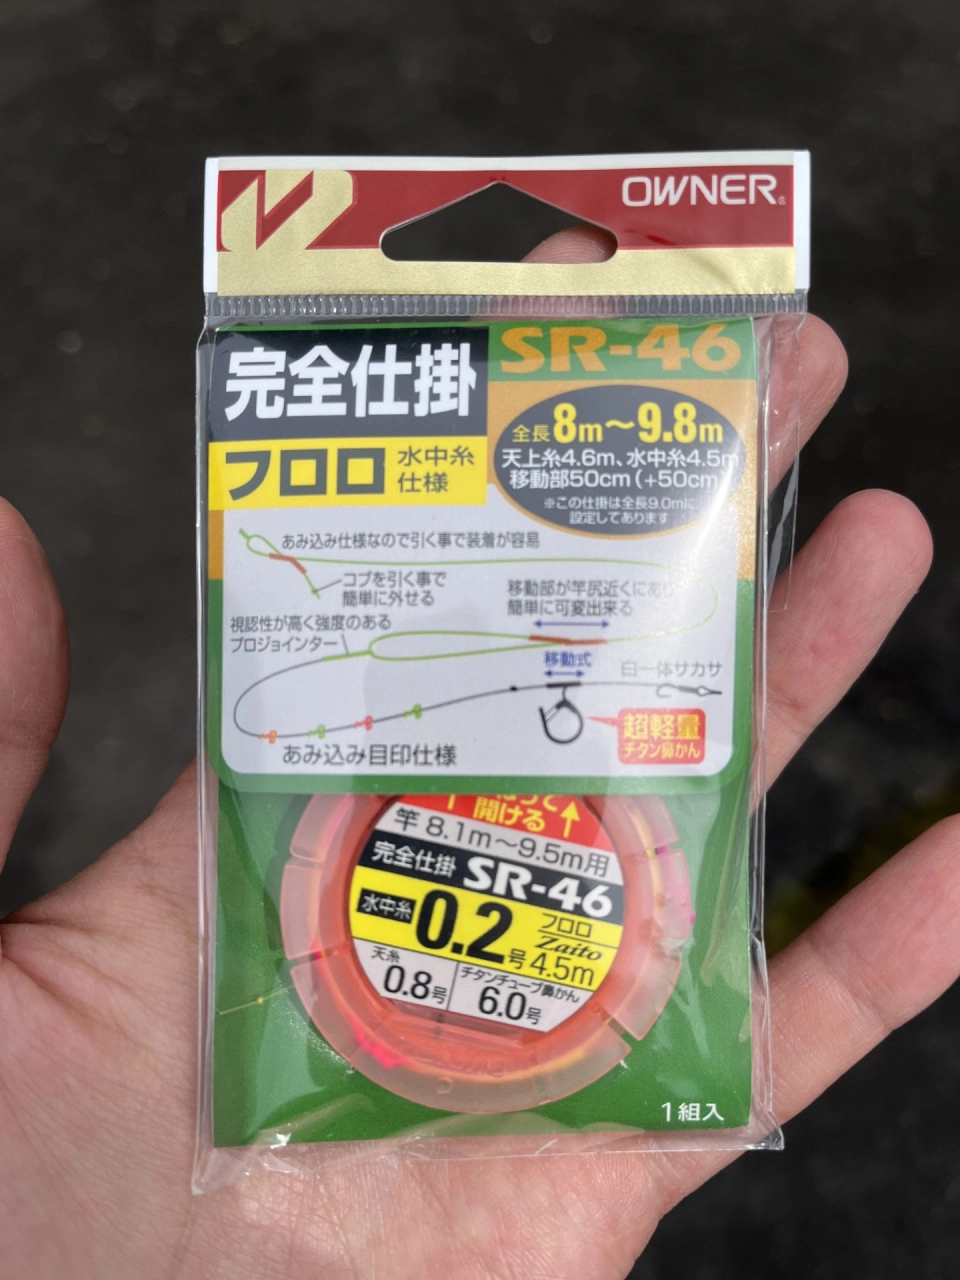 OWNER®
SR-46
完全仕掛
フロロ 水中糸仕様
全長8m〜9.8m
天上糸4.6m、水中糸4.5m
移動部50cm(+50cm)
※この仕掛は全長9.0mに
設定してあります
あみ込み仕様なので引く事で装着が容易
コブを引く事で
簡単に外せる
移動部が竿尻近くにあり
簡単に可変出来る
視認性が高く強度のある
プロジョインター
移動式
白一体サカサ
超軽量
チタン鼻かん
あみ込み目印仕様
開ける
竿 8.1m〜9.5m用
完全仕掛 SR-46
水中糸 0.2号 フロロ Zaito 4.5m
天糸 0.8号
チタンチューブ鼻かん 6.0号
1組入